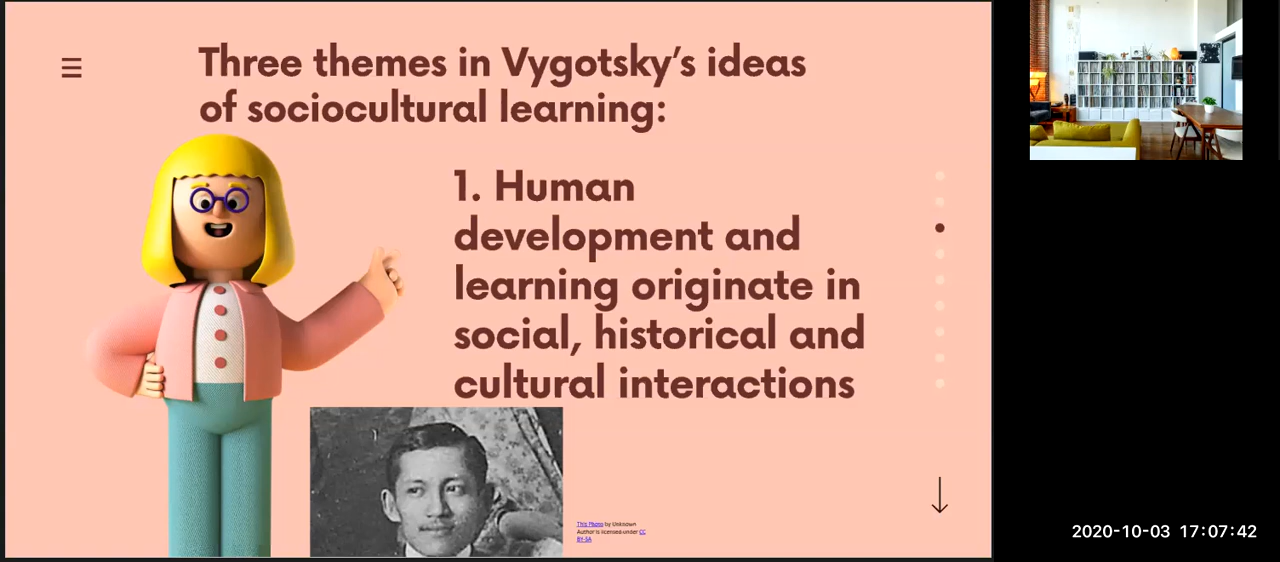 Three themes in Vygotsky's ideas
of sociocultural learning:
1. Human
development and
learning originate in
social, historical and
cultural interactions
This Photo by Unknown
Author is licensed under CC
BY-SA
2020-10-03 17:07:42